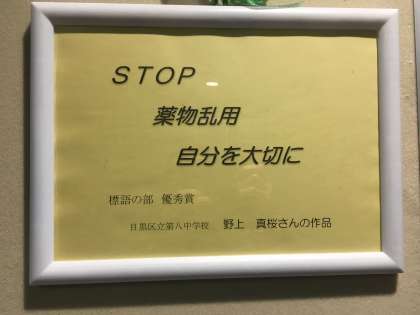 STOP
薬物乱用
自分を大切に
標語の部 優秀賞
目黒区立第八中学校 野上 真桜さんの作品